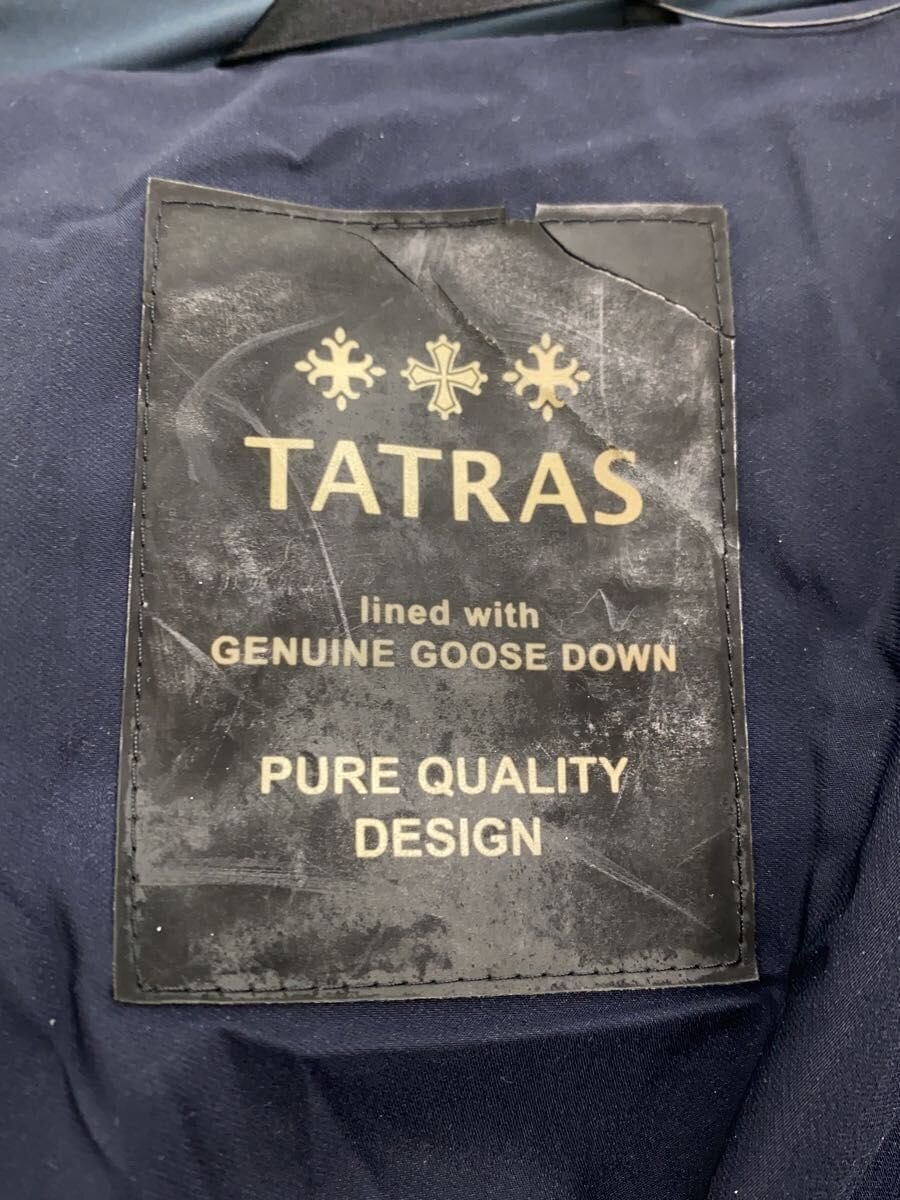 TATRAS
lined with
GENUINE GOOSE DOWN
PURE QUALITY
DESIGN